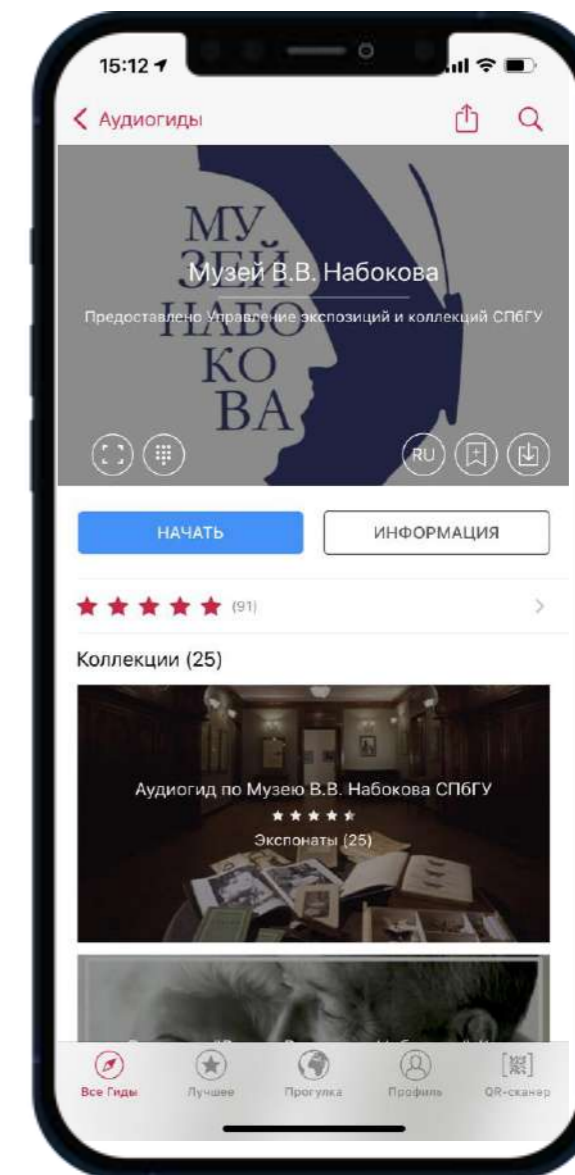 15:12
Аудиогиды
МУ
ЗЕЙ
НАБО
КО
ВА
Музей В.В. Набокова
Предоставлено Управление экспозиций и коллекций СПбГУ
RU
НАЧАТЬ
ИНФОРМАЦИЯ
(91)
Коллекции (25)
Аудиогид по Музею В.В. Набокова СПбГУ
Экспонаты (25)
Все Гиды
Лучшее
Прогулка
Профиль
QR-сканер